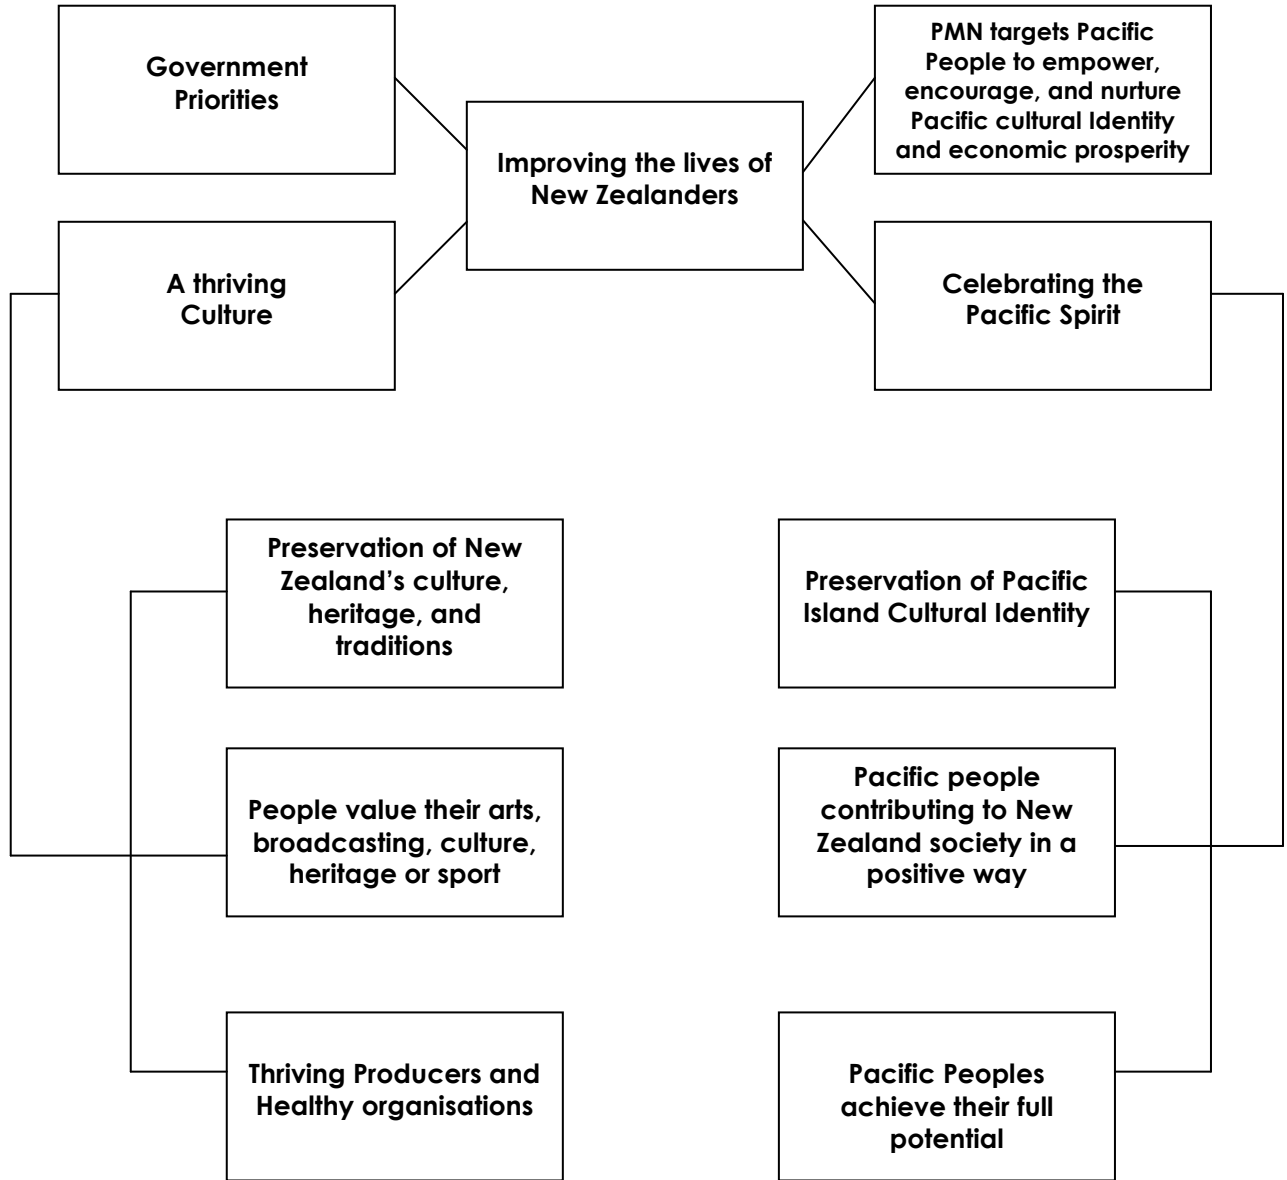 Government
Priorities
PMN targets Pacific
People to empower,
encourage, and nurture
Pacific cultural Identity
and economic prosperity
Improving the lives of
New Zealanders
A thriving
Culture
Celebrating the
Pacific Spirit
Preservation of New
Zealand’s culture,
heritage, and
traditions
Preservation of Pacific
Island Cultural Identity
People value their arts,
broadcasting, culture,
heritage or sport
Pacific people
contributing to New
Zealand society in a
positive way
Thriving Producers and
Healthy organisations
Pacific Peoples
achieve their full
potential